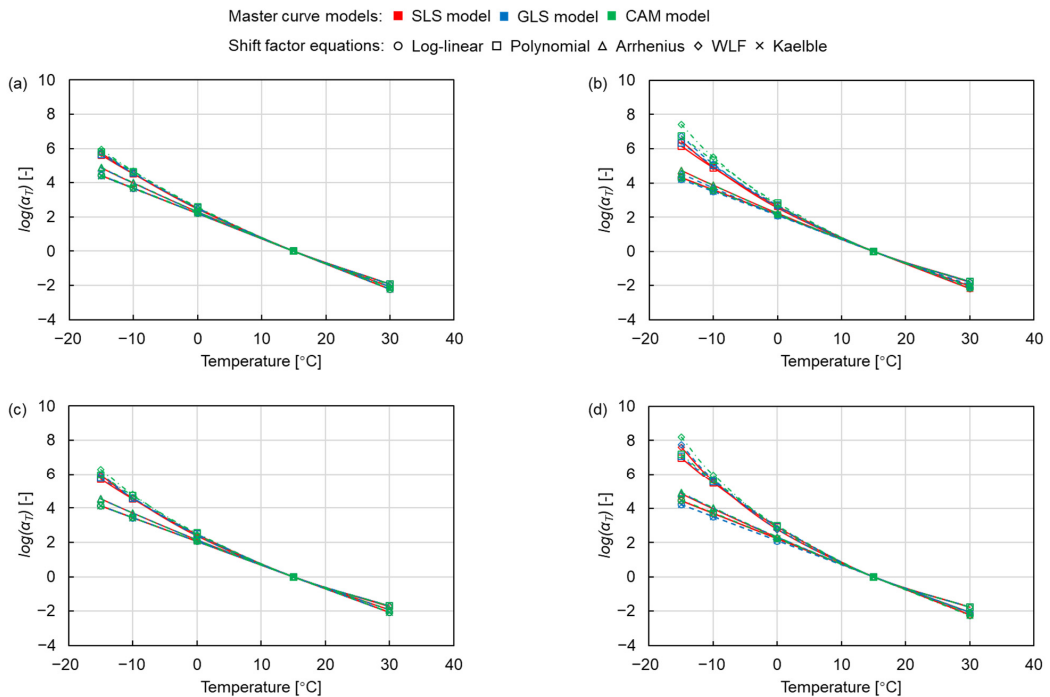 Master curve models: SLS model GLS model CAM model
Shift factor equations: Log-linear Polynomial Arrhenius WLF Kaelble
(a)
10
8
6
4
2
0
−2
−4
log(α_T) [-]
−20 −10 0 10 20 30 40
Temperature [°C]
(b)
10
8
6
4
2
0
−2
−4
log(α_T) [-]
−20 −10 0 10 20 30 40
Temperature [°C]
(c)
10
8
6
4
2
0
−2
−4
log(α_T) [-]
−20 −10 0 10 20 30 40
Temperature [°C]
(d)
10
8
6
4
2
0
−2
−4
log(α_T) [-]
−20 −10 0 10 20 30 40
Temperature [°C]